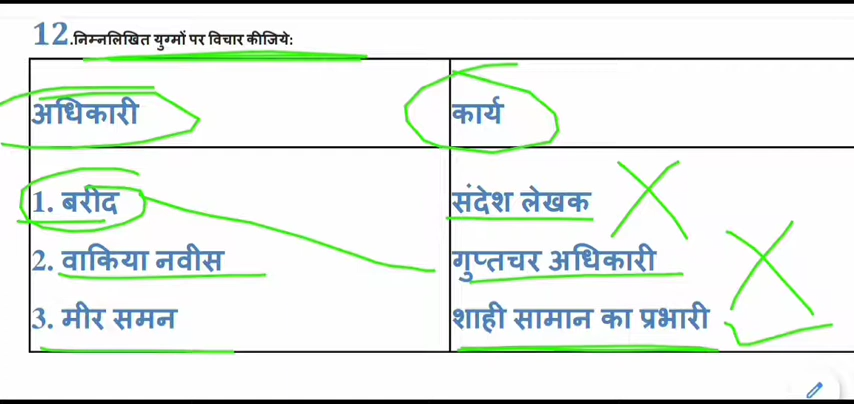 12.निम्नलिखित युग्मों पर विचार कीजिये:
अधिकारी कार्य
1. बरीद संदेश लेखक
2. वाकिया नवीस गुप्तचर अधिकारी
3. मीर समन शाही सामान का प्रभारी